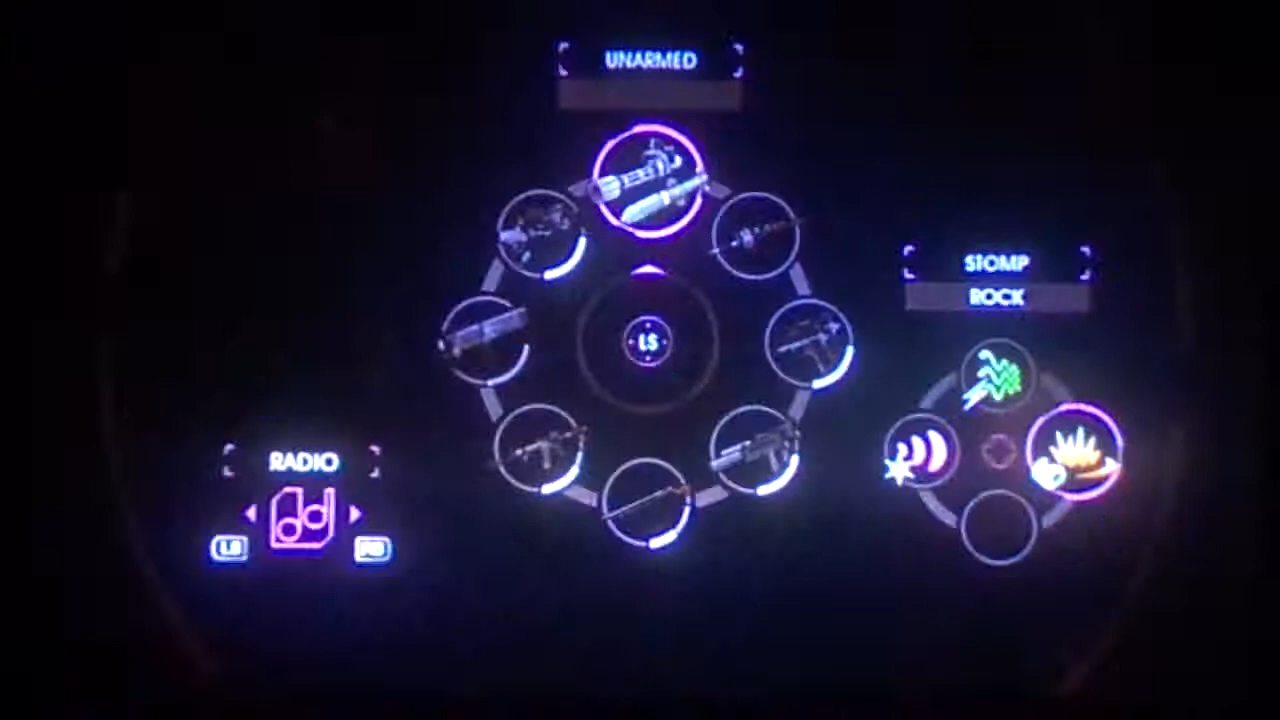 UNARMED
STOMP
ROCK
LS
RADIO
LB
RB